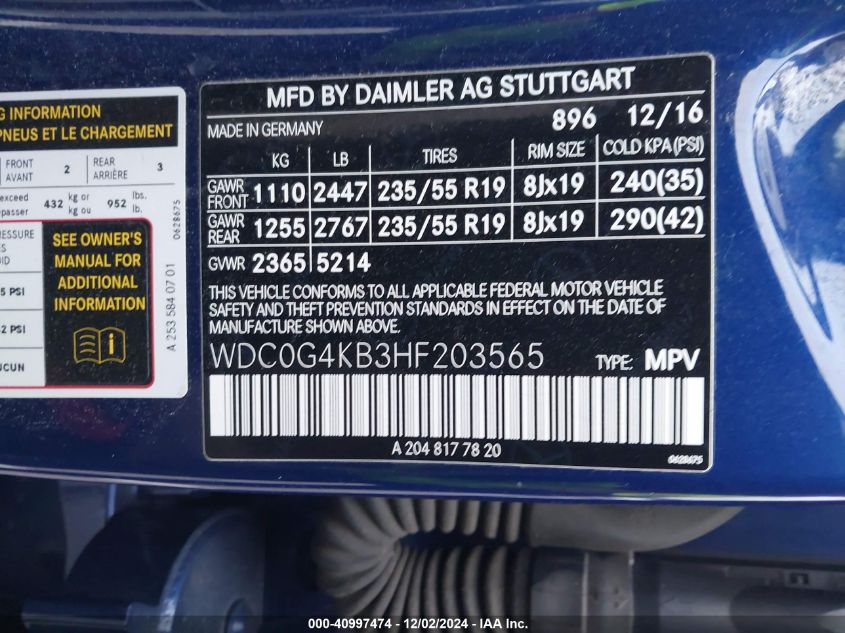 G INFORMATION
PNEUS ET LE CHARGEMENT
FRONT
AVANT
2
REAR
ARRIÈRE
3
exceed
passer
432
kg or
kg ou
952
lbs.
lb.
0628675
SEE OWNER'S
MANUAL FOR
ADDITIONAL
INFORMATION
5 PSI
2 PSI
UCUN
A 253 584 07 01
MFD BY DAIMLER AG STUTTGART
MADE IN GERMANY 896 12/16
KG LB TIRES RIM SIZE COLD KPA (PSI)
GAWR FRONT 1110 2447 235/55 R19 8Jx19 240(35)
GAWR REAR 1255 2767 235/55 R19 8Jx19 290(42)
GVWR 2365 5214
THIS VEHICLE CONFORMS TO ALL APPLICABLE FEDERAL MOTOR VEHICLE
SAFETY AND THEFT PREVENTION STANDARDS IN EFFECT ON THE DATE OF
MANUFACTURE SHOWN ABOVE.
WDC0G4KB3HF203565 TYPE: MPV
A 204 817 78 20
0628675
000-40997474 • 12/02/2024 • IAA Inc.